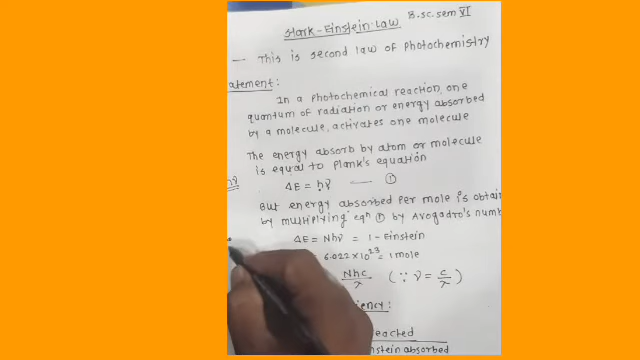 Stark-Einstein Law B.Sc. sem VI
— This is second law of Photochemistry
atement:
In a Photochemical reaction, one
quantum of radiation or energy absorbed
by a molecule, activates one molecule
The energy absorb by atom or molecule
is equal to Plank's equation
ΔE = hν —— ①
But energy absorbed per mole is obtain
by multiplying eqn ① by Avogadro's numb
ΔE = Nhν = 1-Einstein
6.022 × 10²³ = 1 mole
Nhc/λ (∵ ν = c/λ)
iency:
eacted
instein absorbed